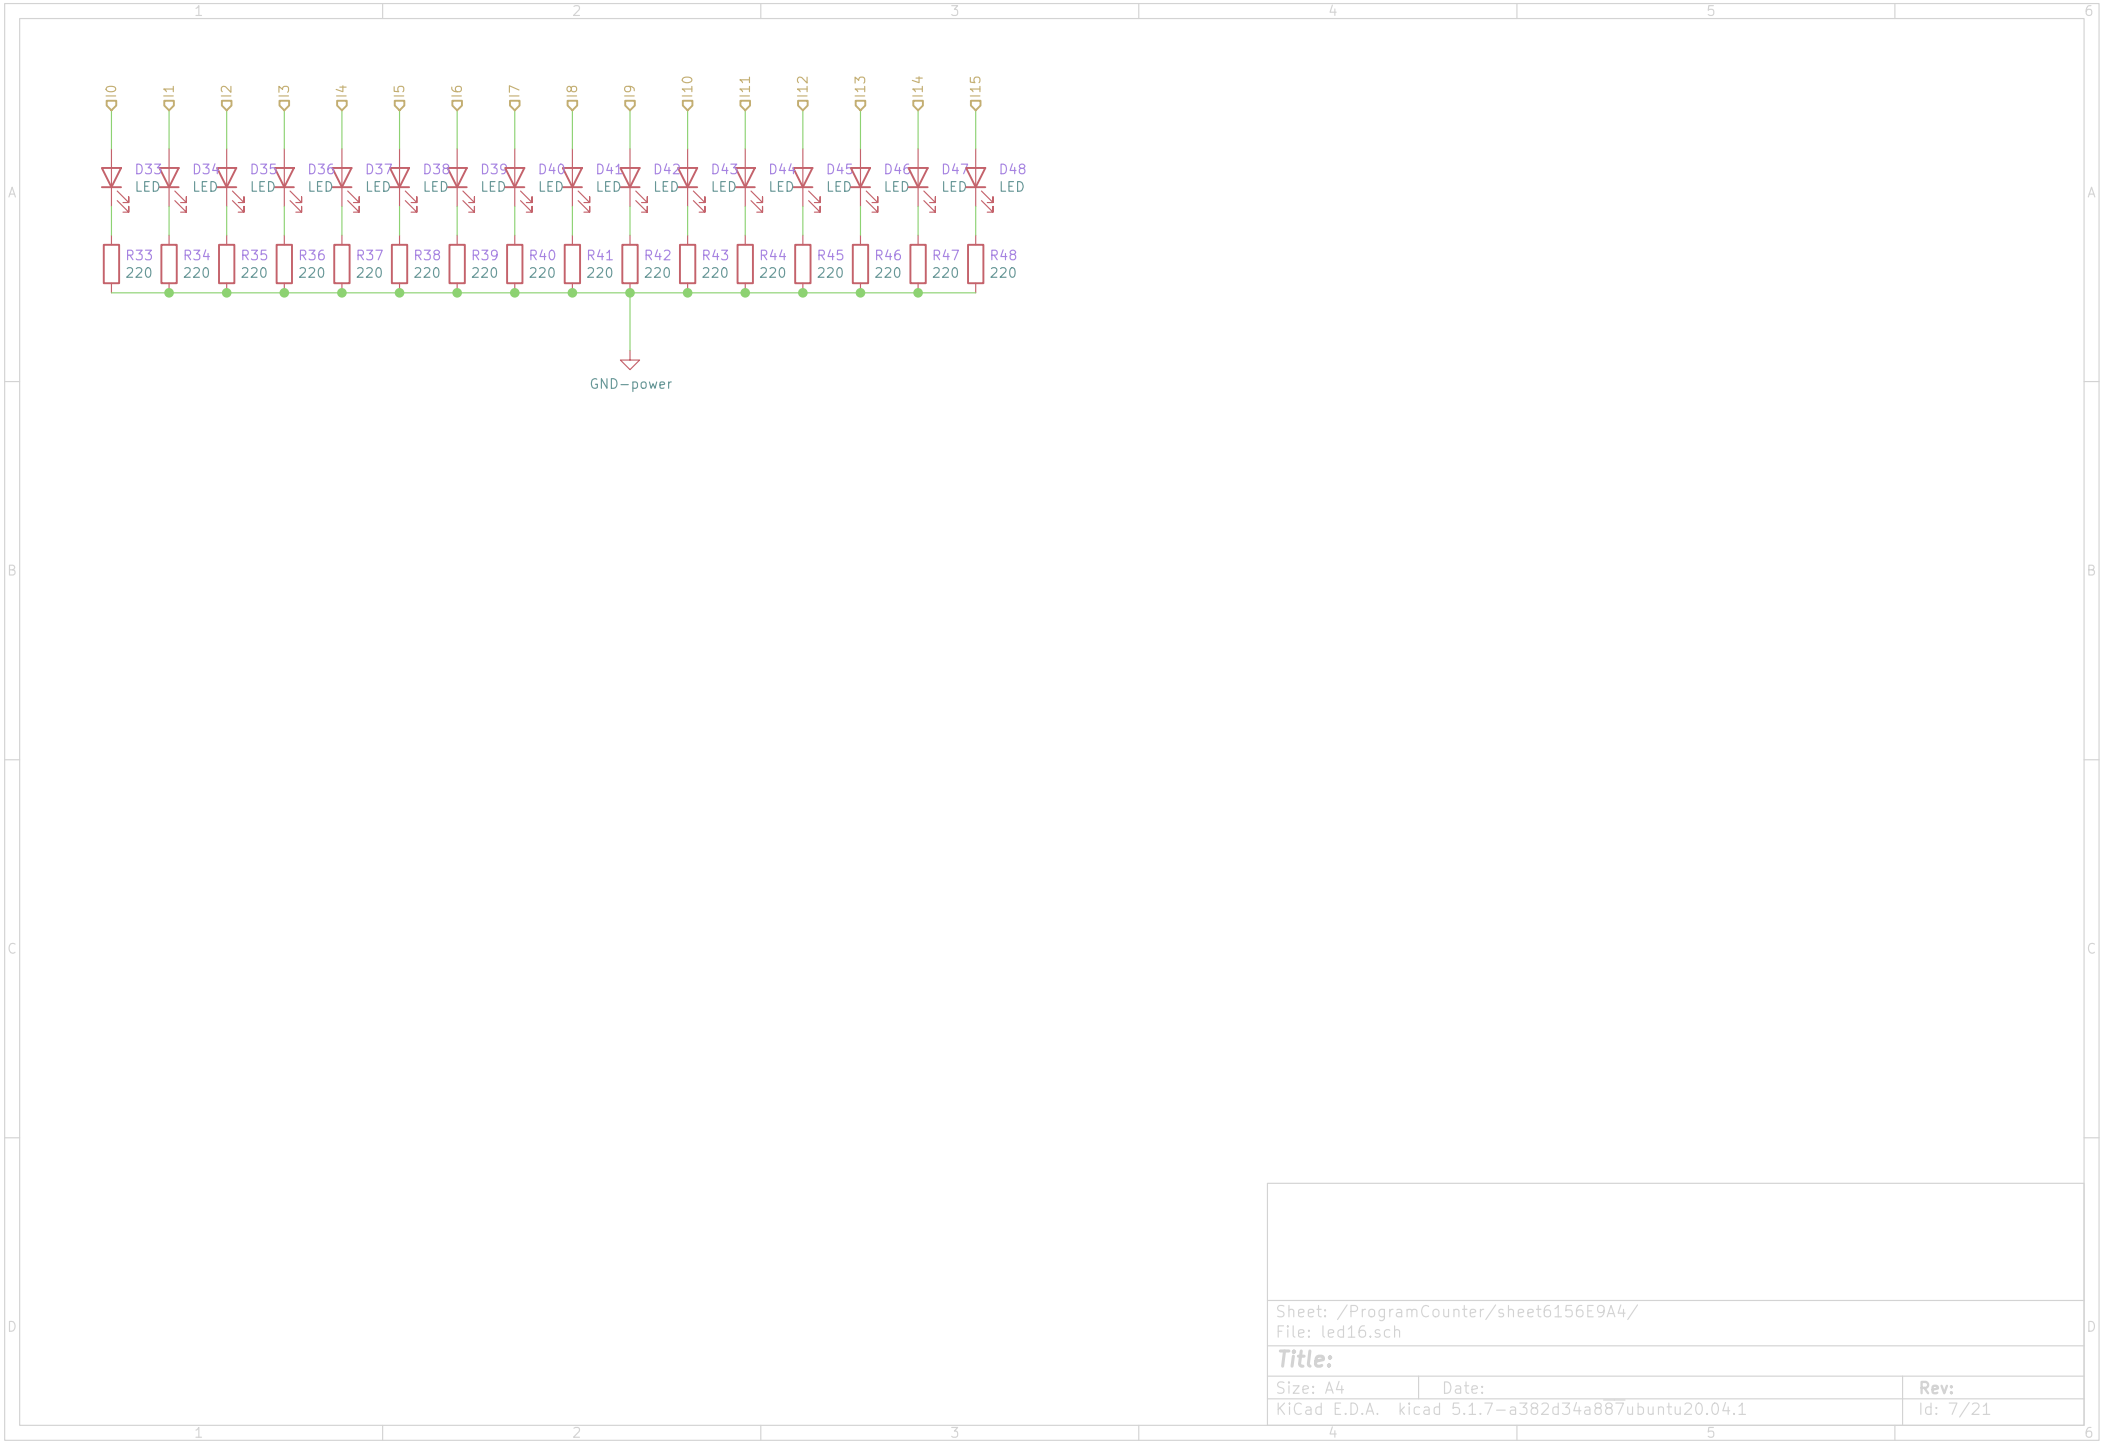 1 2 3 4 5 6
I0 I1 I2 I3 I4 I5 I6 I7 I8 I9 I10 I11 I12 I13 I14 I15
D33 D34 D35 D36 D37 D38 D39 D40 D41 D42 D43 D44 D45 D46 D47 D48
LED LED LED LED LED LED LED LED LED LED LED LED LED LED LED LED
A A
R33 R34 R35 R36 R37 R38 R39 R40 R41 R42 R43 R44 R45 R46 R47 R48
220 220 220 220 220 220 220 220 220 220 220 220 220 220 220 220
GND-power
B B
C C
Sheet: /ProgramCounter/sheet6156E9A4/
D D
File: led16.sch
Title:
Size: A4 Date: Rev:
KiCad E.D.A. kicad 5.1.7-a382d34a887ubuntu20.04.1 Id: 7/21
1 2 3 4 5 6